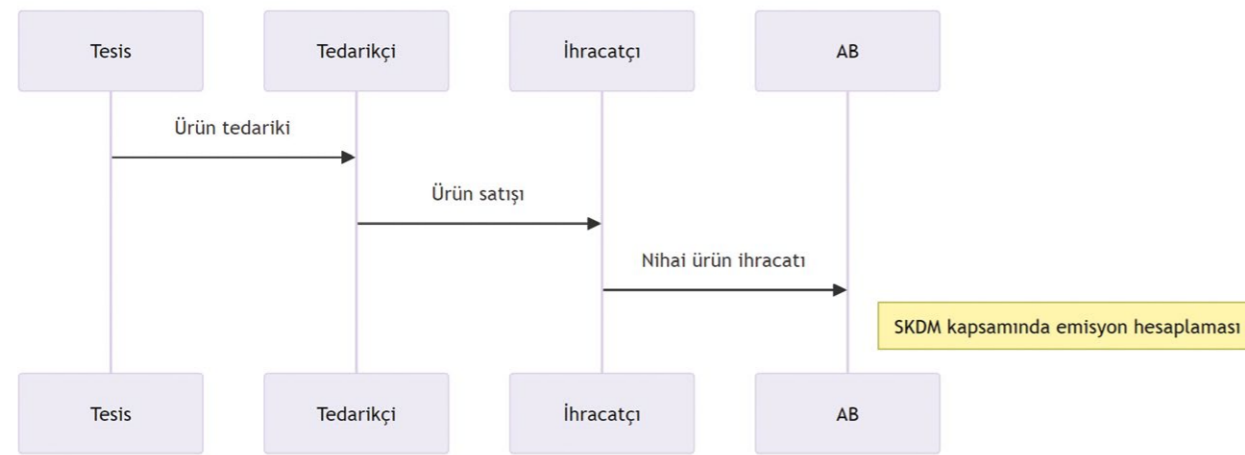 Tesis
Tedarikçi
İhracatçı
AB
Ürün tedariki
Ürün satışı
Nihai ürün ihracatı
SKDM kapsamında emisyon hesaplaması
Tesis
Tedarikçi
İhracatçı
AB